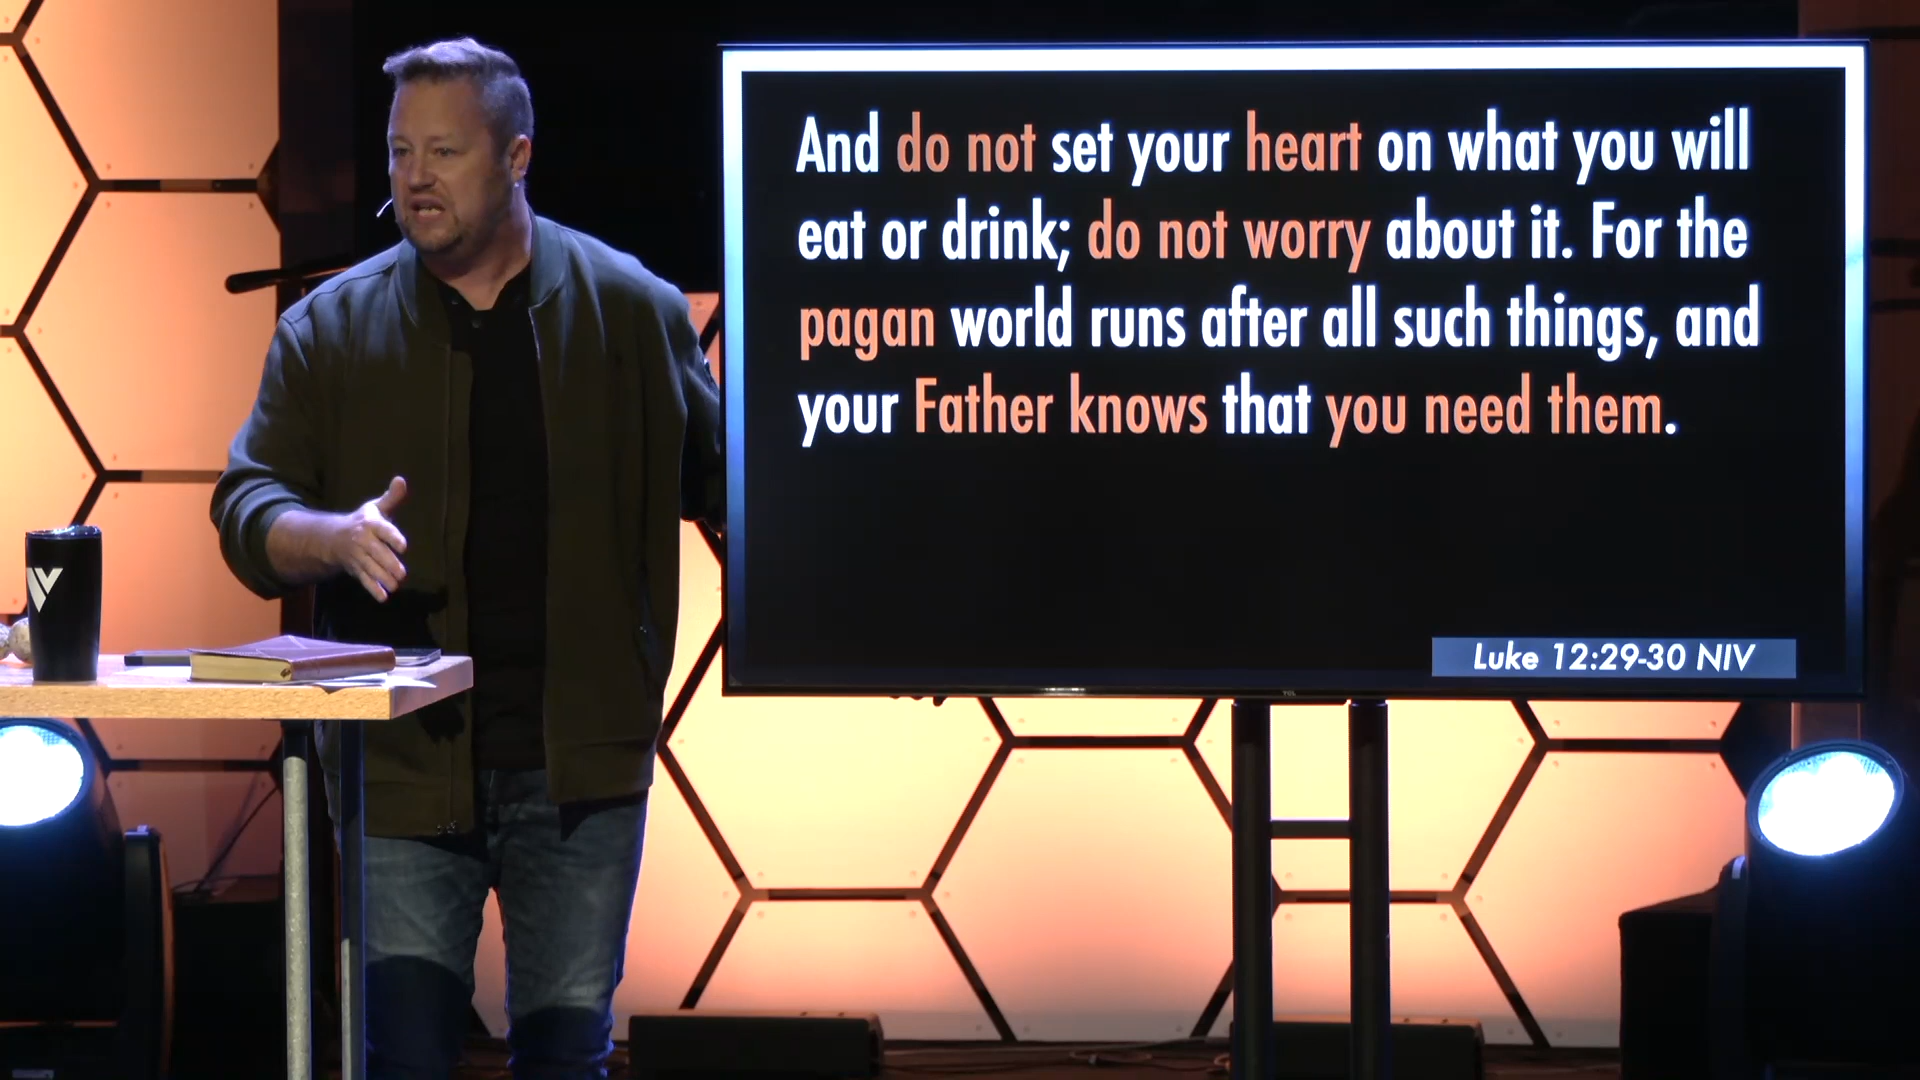 And do not set your heart on what you will
eat or drink; do not worry about it. For the
pagan world runs after all such things, and
your Father knows that you need them.
Luke 12:29-30 NIV
TCL